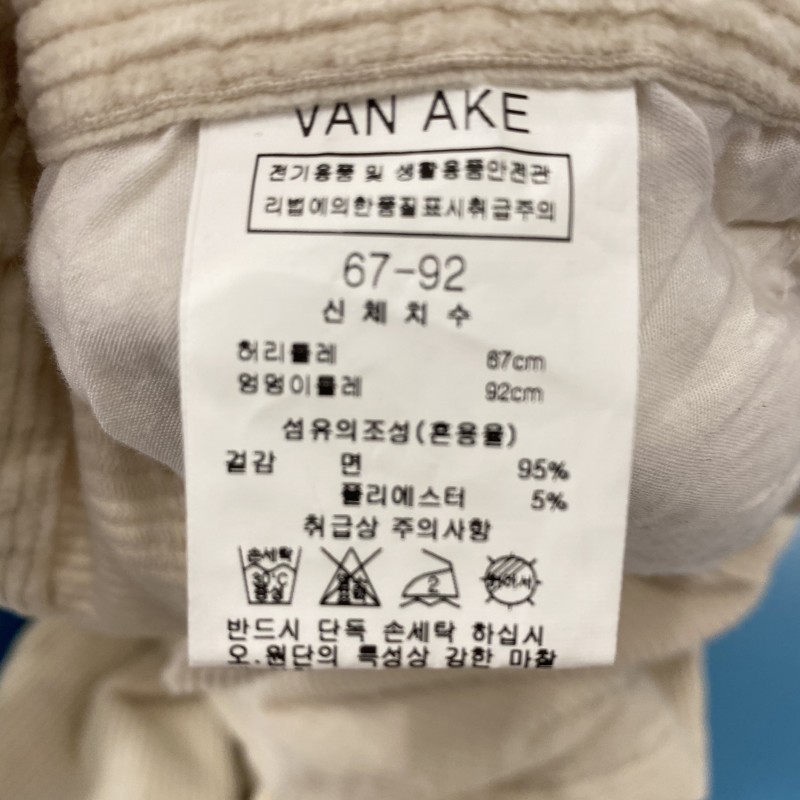 VAN AKE
전기용품 및 생활용품안전관
리법에의한품질표시취급주의
67-92
신체치수
허리둘레 67cm
엉덩이둘레 92cm
섬유의조성(혼용율)
겉감 면 95%
폴리에스터 5%
취급상 주의사항
손세탁
2
뉘어서
반드시 단독 손세탁 하십시
오.원단의 특성상 강한 마찰